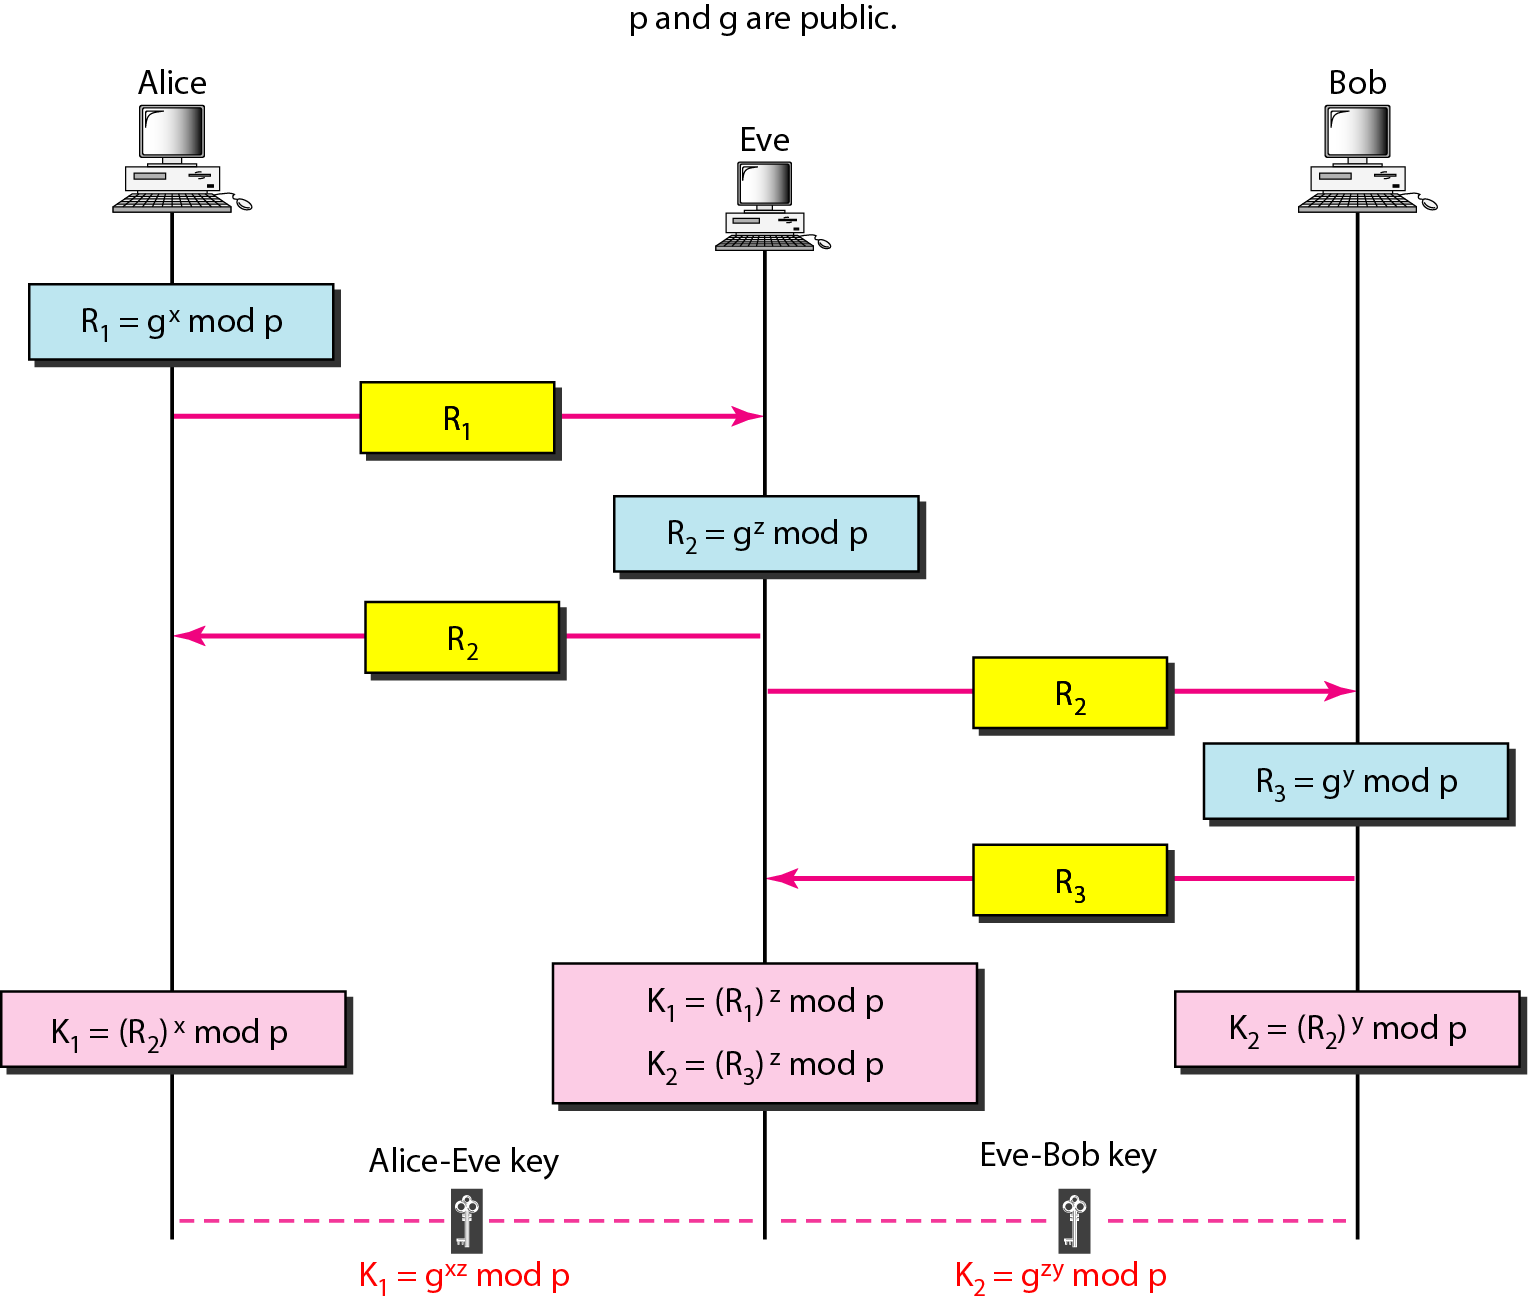 p and g are public.
Alice
Bob
Eve
R₁ = gˣ mod p
R₁
R₂ = gᶻ mod p
R₂
R₂
R₃ = gʸ mod p
R₃
K₁ = (R₂) ˣ mod p
K₁ = (R₁) ᶻ mod p
K₂ = (R₃) ᶻ mod p
K₂ = (R₂) ʸ mod p
Alice-Eve key
Eve-Bob key
K₁ = gˣᶻ mod p
K₂ = gᶻʸ mod p